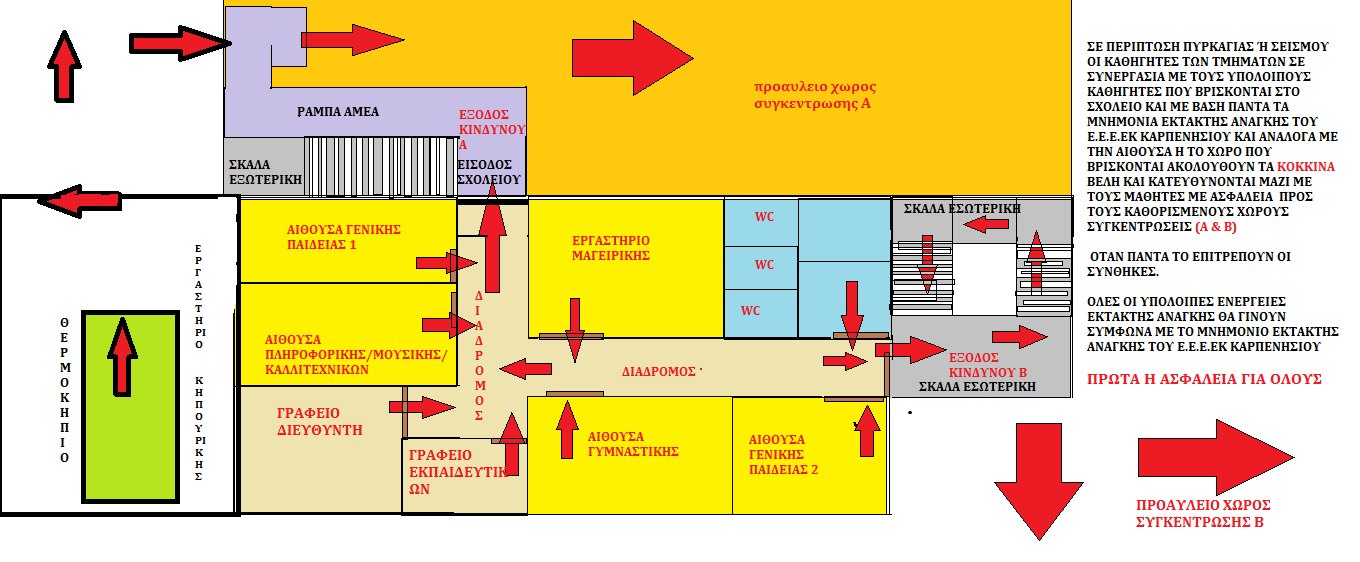 προαυλειο χωρος
συγκεντρωσης Α
ΡΑΜΠΑ ΑΜΕΑ
ΕΞΟΔΟΣ
ΚΙΝΔΥΝΟΥ
Α
ΣΚΑΛΑ
ΕΞΩΤΕΡΙΚΗ
ΕΙΣΟΔΟΣ
ΣΧΟΛΕΙΟΥ
ΘΕΡΜΟΚΗΠΙΟ
ΕΡΓΑΣΤΗΡΙΟ ΚΗΠΟΥΡΙΚΗΣ
ΑΙΘΟΥΣΑ ΓΕΝΙΚΗΣ
ΠΑΙΔΕΙΑΣ 1
ΑΙΘΟΥΣΑ
ΠΛΗΡΟΦΟΡΙΚΗΣ/ΜΟΥΣΙΚΗΣ/
ΚΑΛΛΙΤΕΧΝΙΚΩΝ
ΓΡΑΦΕΙΟ
ΔΙΕΥΘΥΝΤΗ
ΓΡΑΦΕΙΟ
ΕΚΠΑΙΔΕΥΤΙΚ
ΩΝ
ΔΙΑΔΡΟΜΟΣ
ΕΡΓΑΣΤΗΡΙΟ
ΜΑΓΕΙΡΙΚΗΣ
WC
WC
WC
ΔΙΑΔΡΟΜΟΣ
ΑΙΘΟΥΣΑ
ΓΥΜΝΑΣΤΙΚΗΣ
ΑΙΘΟΥΣΑ
ΓΕΝΙΚΗΣ
ΠΑΙΔΕΙΑΣ 2
ΣΚΑΛΑ ΕΣΩΤΕΡΙΚΗ
ΕΞΟΔΟΣ
ΚΙΝΔΥΝΟΥ Β
ΣΚΑΛΑ ΕΣΩΤΕΡΙΚΗ
ΣΕ ΠΕΡΙΠΤΩΣΗ ΠΥΡΚΑΓΙΑΣ Ή ΣΕΙΣΜΟΥ
ΟΙ ΚΑΘΗΓΗΤΕΣ ΤΩΝ ΤΜΗΜΑΤΩΝ ΣΕ
ΣΥΝΕΡΓΑΣΙΑ ΜΕ ΤΟΥΣ ΥΠΟΛΟΙΠΟΥΣ
ΚΑΘΗΓΗΤΕΣ ΠΟΥ ΒΡΙΣΚΟΝΤΑΙ ΣΤΟ
ΣΧΟΛΕΙΟ ΚΑΙ ΜΕ ΒΑΣΗ ΠΑΝΤΑ ΤΑ
ΜΝΗΜΟΝΙΑ ΕΚΤΑΚΤΗΣ ΑΝΑΓΚΗΣ ΤΟΥ
Ε.Ε.Ε.ΕΚ ΚΑΡΠΕΝΗΣΙΟΥ ΚΑΙ ΑΝΑΛΟΓΑ ΜΕ
ΤΗΝ ΑΙΘΟΥΣΑ Η ΤΟ ΧΩΡΟ ΠΟΥ
ΒΡΙΣΚΟΝΤΑΙ ΑΚΟΛΟΥΘΟΥΝ ΤΑ ΚΟΚΚΙΝΑ
ΒΕΛΗ ΚΑΙ ΚΑΤΕΥΘΥΝΟΝΤΑΙ ΜΑΖΙ ΜΕ
ΤΟΥΣ ΜΑΘΗΤΕΣ ΜΕ ΑΣΦΑΛΕΙΑ ΠΡΟΣ
ΤΟΥΣ ΚΑΘΟΡΙΣΜΕΝΟΥΣ ΧΩΡΟΥΣ
ΣΥΓΚΕΝΤΡΩΣΕΙΣ (Α & Β)
ΟΤΑΝ ΠΑΝΤΑ ΤΟ ΕΠΙΤΡΕΠΟΥΝ ΟΙ
ΣΥΝΘΗΚΕΣ.
ΟΛΕΣ ΟΙ ΥΠΟΛΟΙΠΕΣ ΕΝΕΡΓΕΙΕΣ
ΕΚΤΑΚΤΗΣ ΑΝΑΓΚΗΣ ΘΑ ΓΙΝΟΥΝ
ΣΥΜΦΩΝΑ ΜΕ ΤΟ ΜΝΗΜΟΝΙΟ ΕΚΤΑΚΤΗΣ
ΑΝΑΓΚΗΣ ΤΟΥ Ε.Ε.Ε.ΕΚ ΚΑΡΠΕΝΗΣΙΟΥ
ΠΡΩΤΑ Η ΑΣΦΑΛΕΙΑ ΓΙΑ ΟΛΟΥΣ
ΠΡΟΑΥΛΕΙΟ ΧΩΡΟΣ
ΣΥΓΚΕΝΤΡΩΣΗΣ Β